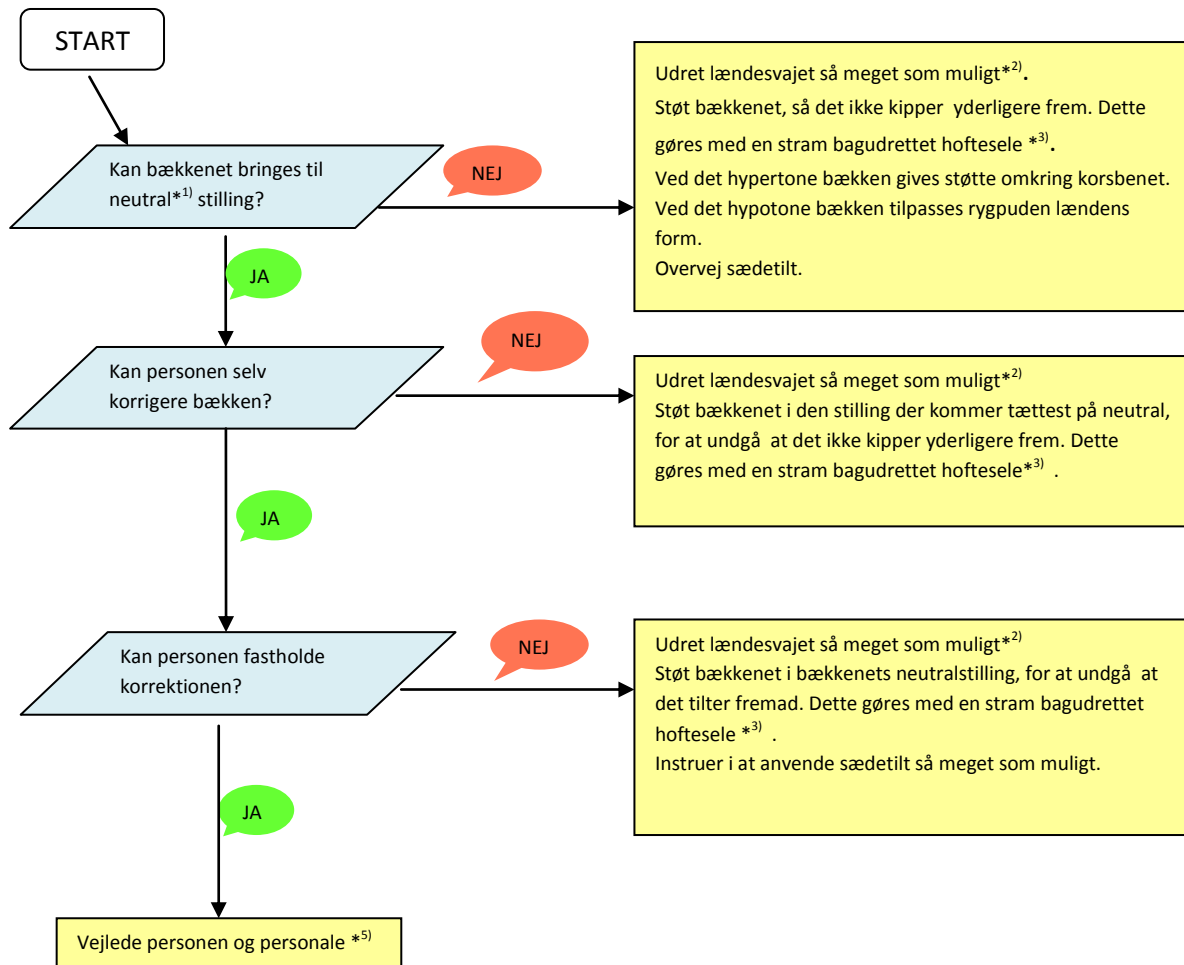 START
Kan bækkenet bringes til
neutral*1) stilling?
NEJ
Udret lændesvajet så meget som muligt*2).
Støt bækkenet, så det ikke kipper yderligere frem. Dette
gøres med en stram bagudrettet hoftesele *3).
Ved det hypertone bækken gives støtte omkring korsbenet.
Ved det hypotone bækken tilpasses rygpuden lændens
form.
Overvej sædetilt.
JA
Kan personen selv
korrigere bækken?
NEJ
Udret lændesvajet så meget som muligt*2)
Støt bækkenet i den stilling der kommer tættest på neutral,
for at undgå at det ikke kipper yderligere frem. Dette
gøres med en stram bagudrettet hoftesele*3) .
JA
Kan personen fastholde
korrektionen?
NEJ
Udret lændesvajet så meget som muligt*2)
Støt bækkenet i bækkenets neutralstilling, for at undgå at
det tilter fremad. Dette gøres med en stram bagudrettet
hoftesele *3) .
Instruer i at anvende sædetilt så meget som muligt.
JA
Vejlede personen og personale *5)